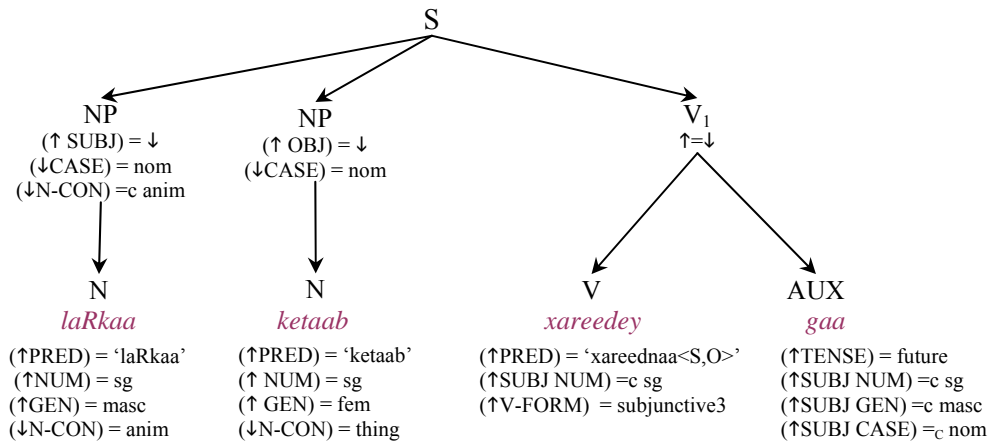 S
NP
(↑ SUBJ) = ↓
(↓CASE) = nom
(↓N-CON) =c anim
NP
(↑ OBJ) = ↓
(↓CASE) = nom
V₁
↑=↓
N
laRkaa
(↑PRED) = ‘laRkaa’
(↑NUM) = sg
(↑GEN) = masc
(↓N-CON) = anim
N
ketaab
(↑PRED) = ‘ketaab’
(↑ NUM) = sg
(↑ GEN) = fem
(↓N-CON) = thing
V
xareedey
(↑PRED) = ‘xareednaa<S,O>’
(↑SUBJ NUM) =c sg
(↑V-FORM) = subjunctive3
AUX
gaa
(↑TENSE) = future
(↑SUBJ NUM) =c sg
(↑SUBJ GEN) =c masc
(↑SUBJ CASE) =c nom